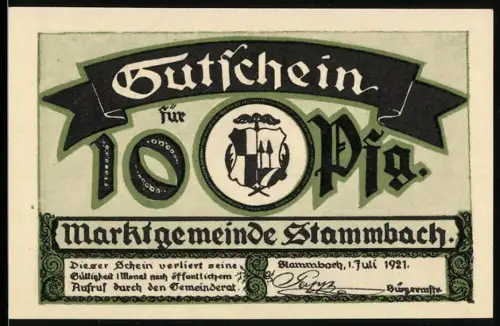 Gutschein
für
10 Pfg.
Marktgemeinde Stammbach.
Dieser Schein verliert seine
Gültigkeit 1 Monat nach öffentlichem
Aufruf durch den Gemeinderat.
Stammbach, 1. Juli 1921.
Bürgermstr.